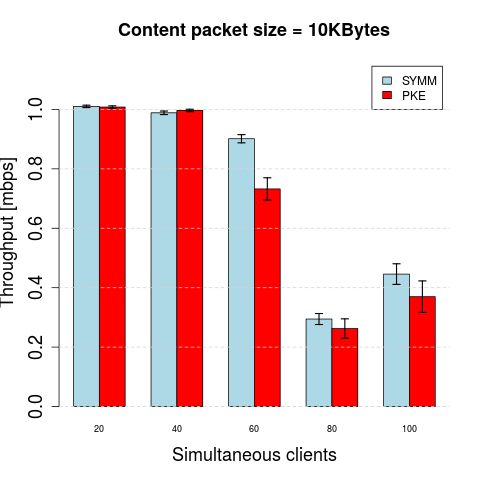 Content packet size = 10KBytes
SYMM
PKE
Throughput [mbps]
1.0
0.8
0.6
0.4
0.2
0.0
20 40 60 80 100
Simultaneous clients